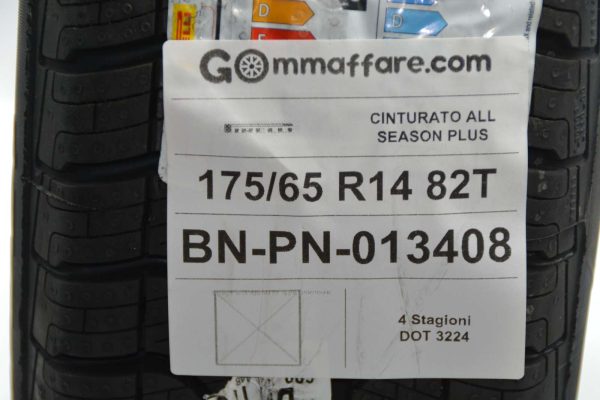 D
D
GOmmaffare.com
CINTURATO ALL
SEASON PLUS
175/65 R14 82T
BN-PN-013408
4 Stagioni
DOT 3224